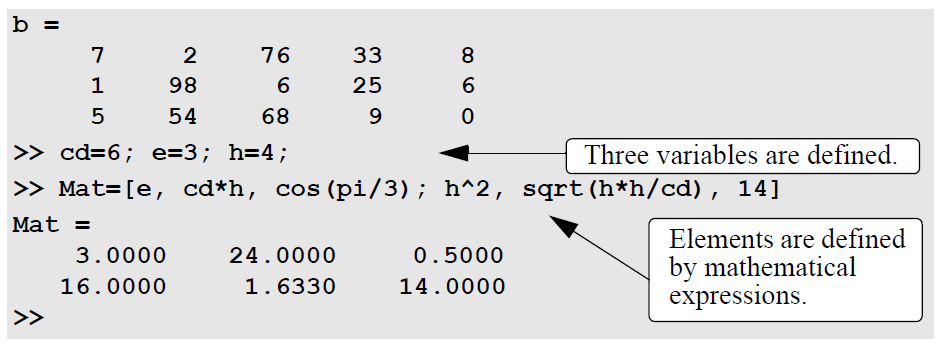 b =
7 2 76 33 8
1 98 6 25 6
5 54 68 9 0
>> cd=6; e=3; h=4;
Three variables are defined.
>> Mat=[e, cd*h, cos(pi/3); h^2, sqrt(h*h/cd), 14]
Mat =
3.0000 24.0000 0.5000
16.0000 1.6330 14.0000
>>
Elements are defined
by mathematical
expressions.